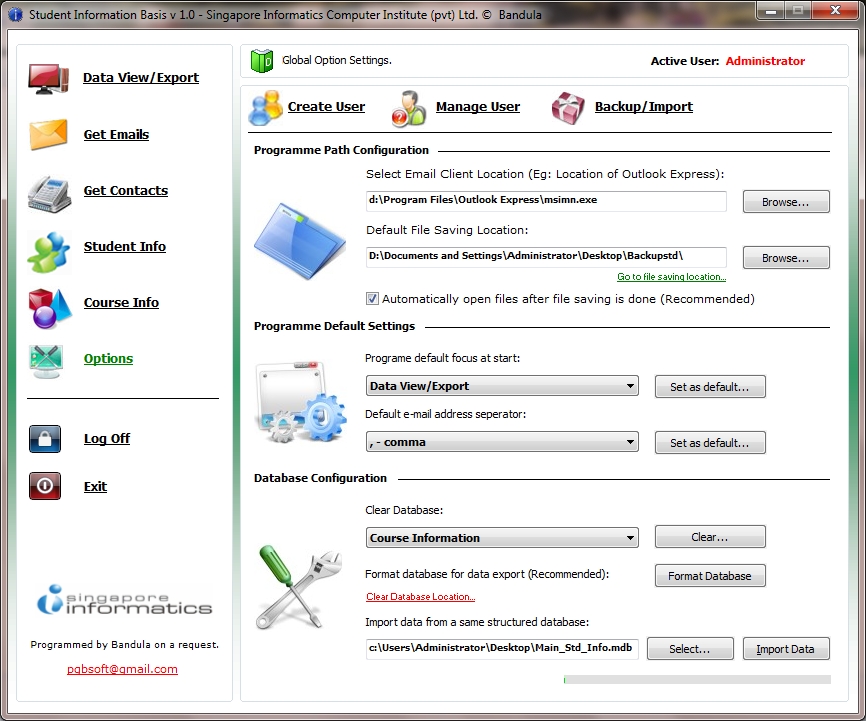 Student Information Basis v 1.0 - Singapore Informatics Computer Institute (pvt) Ltd. © Bandula
Data View/Export
Get Emails
Get Contacts
Student Info
Course Info
Options
Log Off
Exit
singapore
informatics
Programmed by Bandula on a request.
pgbsoft@gmail.com
Global Option Settings.
Active User: Administrator
Create User
Manage User
Backup/Import
Programme Path Configuration
Select Email Client Location (Eg: Location of Outlook Express):
d:\Program Files\Outlook Express\msimn.exe
Browse...
Default File Saving Location:
D:\Documents and Settings\Administrator\Desktop\Backupstd\
Browse...
Go to file saving location...
Automatically open files after file saving is done (Recommended)
Programme Default Settings
Programe default focus at start:
Data View/Export
Set as default...
Default e-mail address seperator:
, - comma
Set as default...
Database Configuration
Clear Database:
Course Information
Clear...
Format database for data export (Recommended):
Format Database
Clear Database Location...
Import data from a same structured database:
c:\Users\Administrator\Desktop\Main_Std_Info.mdb
Select...
Import Data